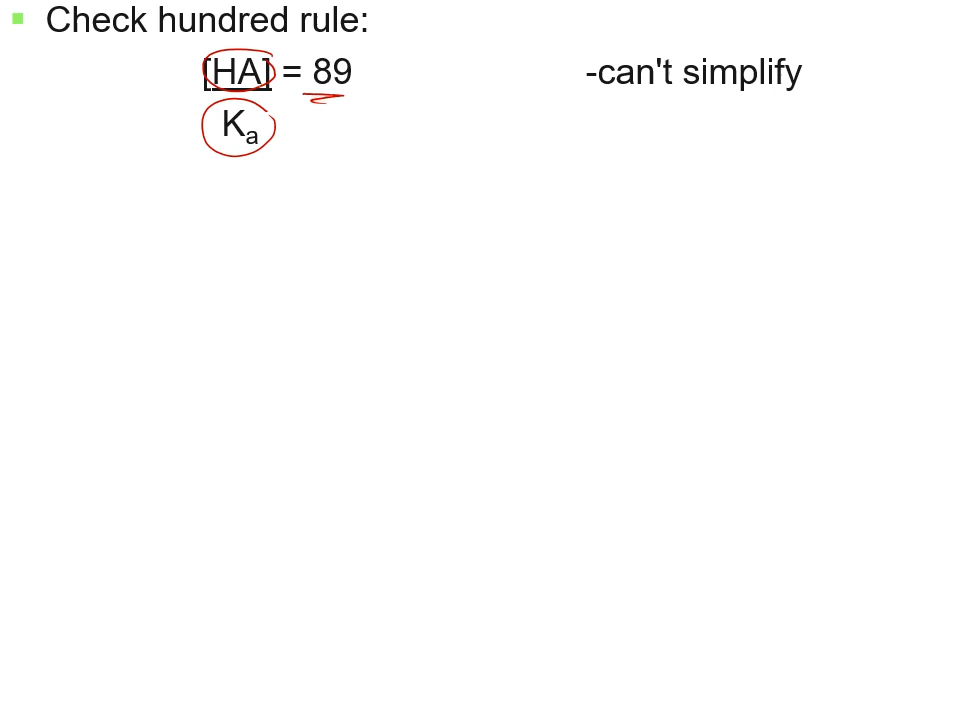 ▪ Check hundred rule:
[HA] = 89 -can't simplify
Ka